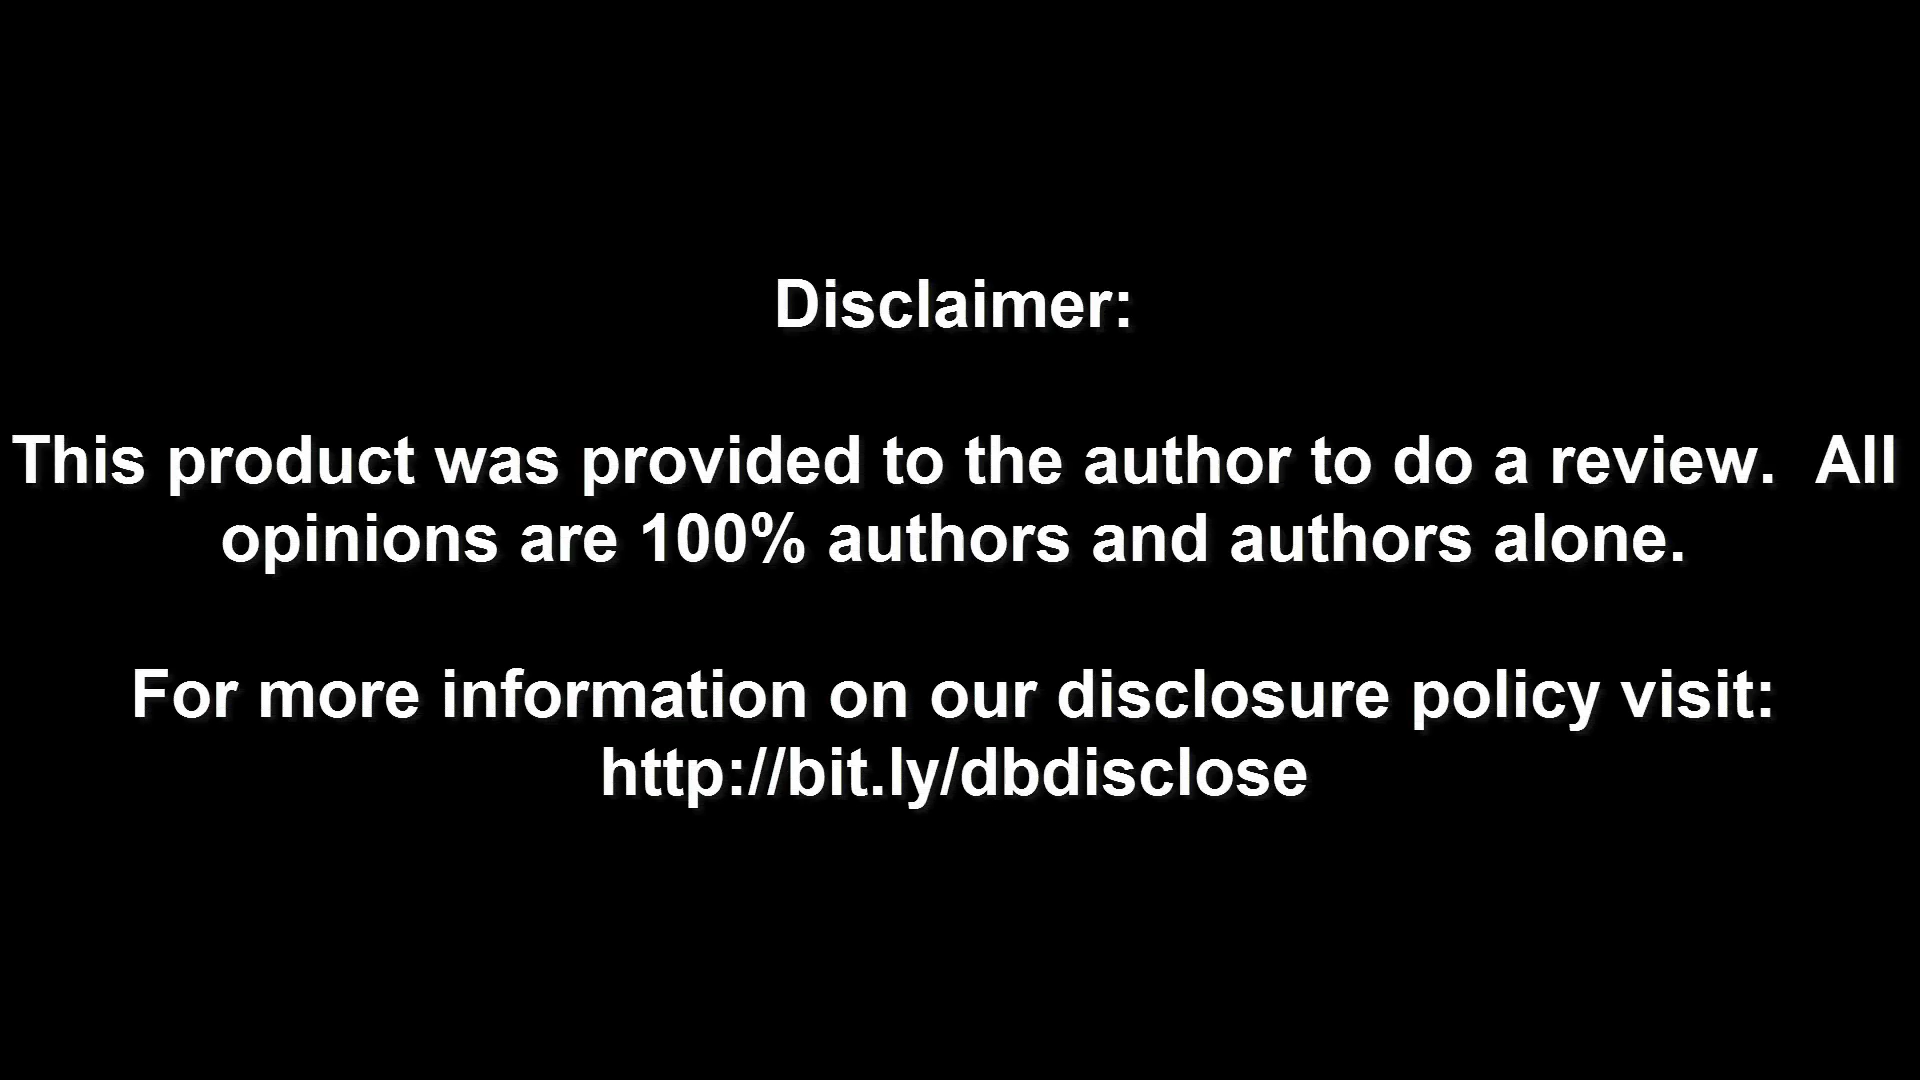 Disclaimer:
This product was provided to the author to do a review.  All
opinions are 100% authors and authors alone.
For more information on our disclosure policy visit:
http://bit.ly/dbdisclose